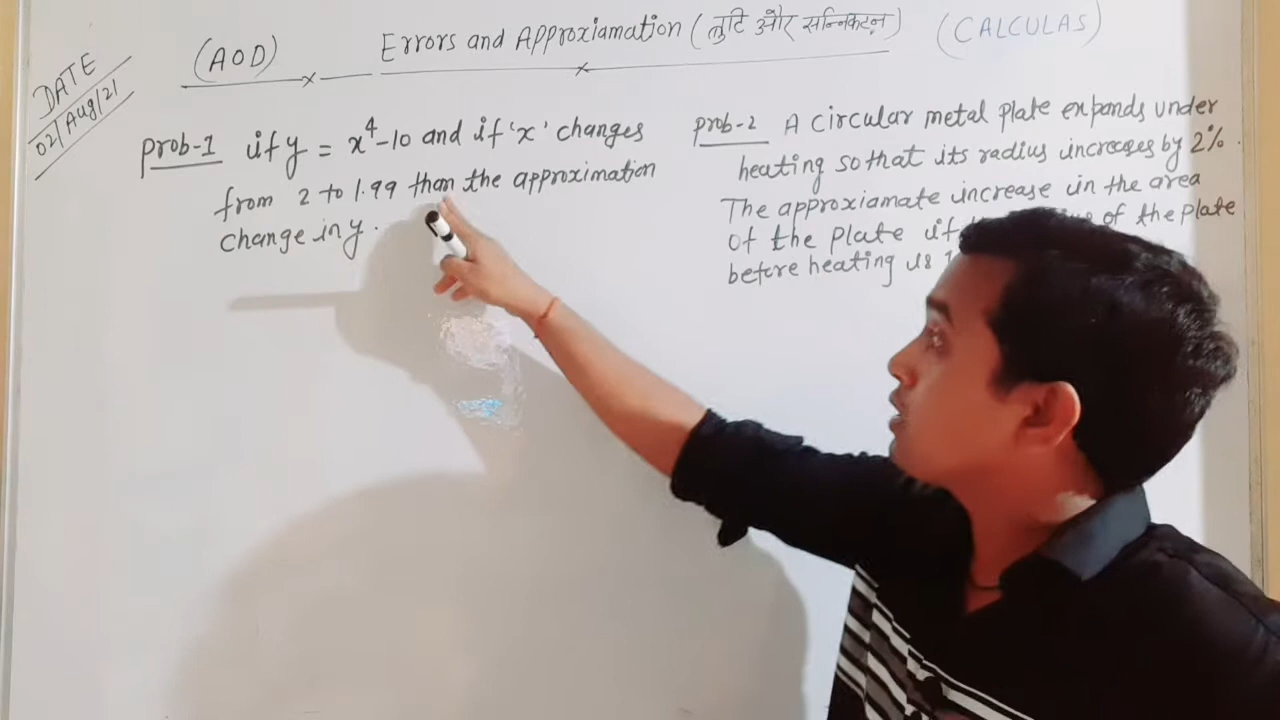 DATE
02/Aug/21
(AOD) Errors and Approxiamation (त्रुटि और सन्निकटन) (CALCULAS)
Prob-1 if y = x⁴-10 and if 'x' changes
from 2 to 1.99 than the approximation
change in y.
Prob-2 A circular metal plate expands under
heating so that its radius increases by 2%.
The approxiamate increase in the area
of the plate if of the plate
before heating is